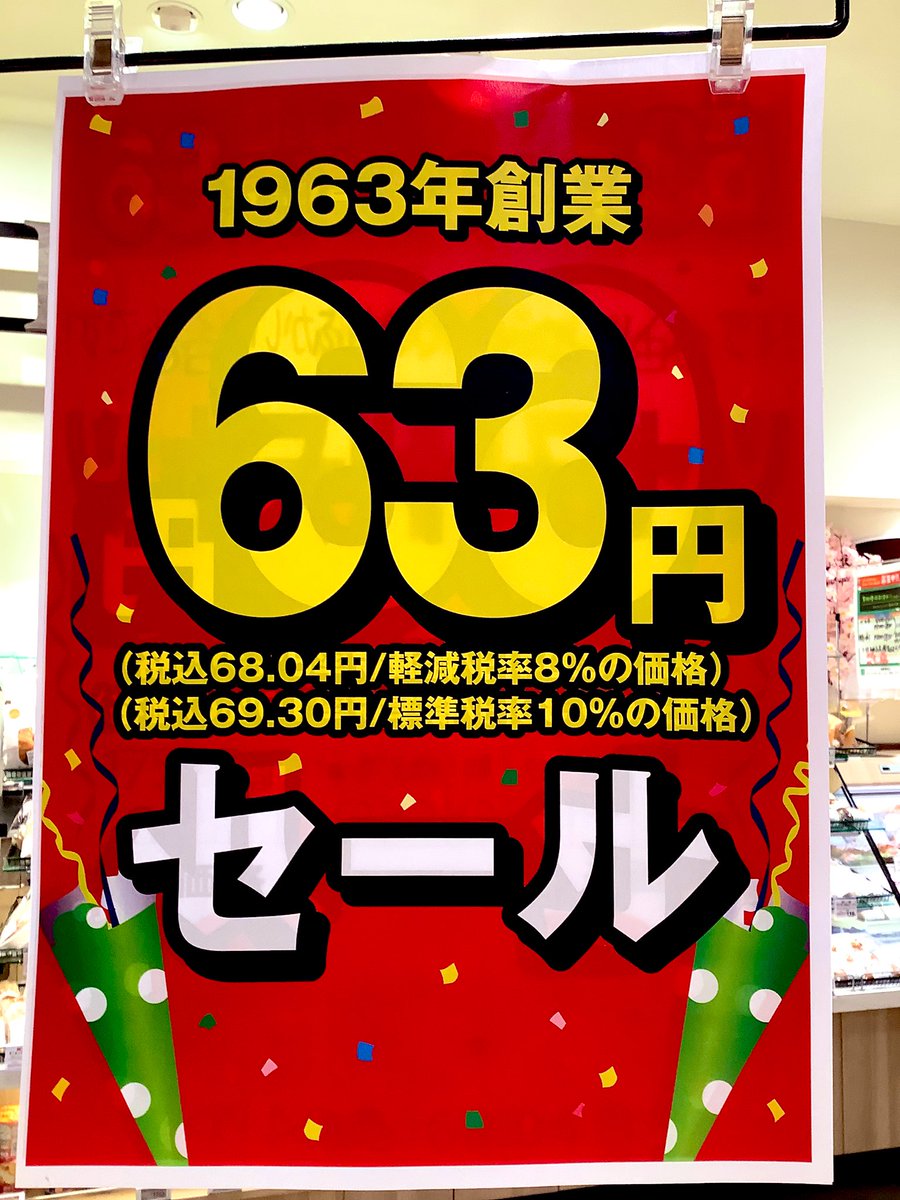 1963年創業
63円
(税込68.04円/軽減税率8%の価格)
(税込69.30円/標準税率10%の価格)
セール